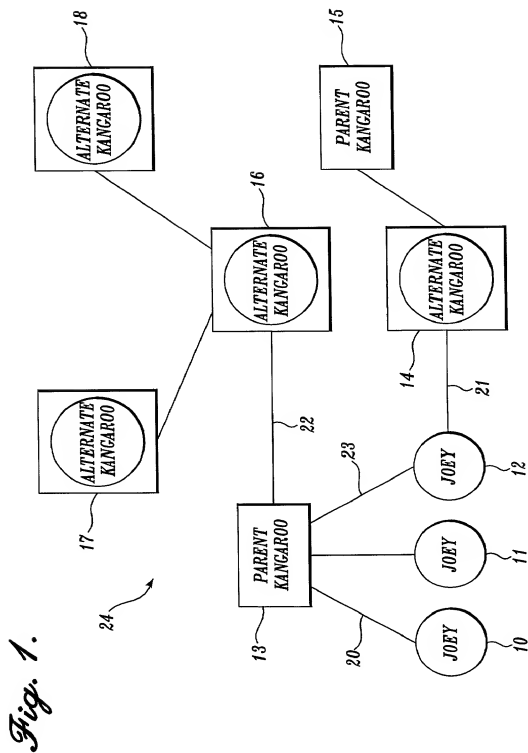 Fig. 1.
24
17
ALTERNATE
KANGAROO
18
ALTERNATE
KANGAROO
16
ALTERNATE
KANGAROO
22
13
PARENT
KANGAROO
15
PARENT
KANGAROO
14
ALTERNATE
KANGAROO
20
23
21
JOEY
10
JOEY
11
JOEY
12